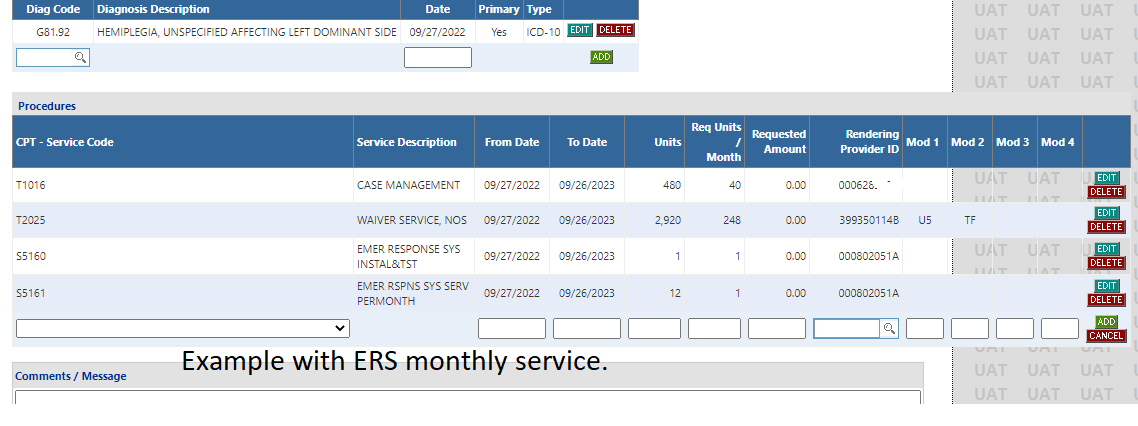 Diag Code Diagnosis Description Date Primary Type
G81.92 HEMIPLEGIA, UNSPECIFIED AFFECTING LEFT DOMINANT SIDE 09/27/2022 Yes ICD-10 EDIT DELETE
ADD
Procedures
CPT - Service Code Service Description From Date To Date Units Req Units / Month Requested Amount Rendering Provider ID Mod 1 Mod 2 Mod 3 Mod 4
T1016 CASE MANAGEMENT 09/27/2022 09/26/2023 480 40 0.00 EDIT DELETE
T2025 WAIVER SERVICE, NOS 09/27/2022 09/26/2023 2,920 248 0.00 399350114B U5 TF EDIT DELETE
S5160 EMER RESPONSE SYS INSTAL&TST 09/27/2022 09/26/2023 1 1 0.00 000802051A EDIT DELETE
S5161 EMER RSPNS SYS SERV PERMONTH 09/27/2022 09/26/2023 12 1 0.00 000802051A EDIT DELETE
ADD CANCEL
Example with ERS monthly service.
Comments / Message
UAT UAT UAT
UAT UAT UAT
UAT UAT UAT
UAT UAT UAT